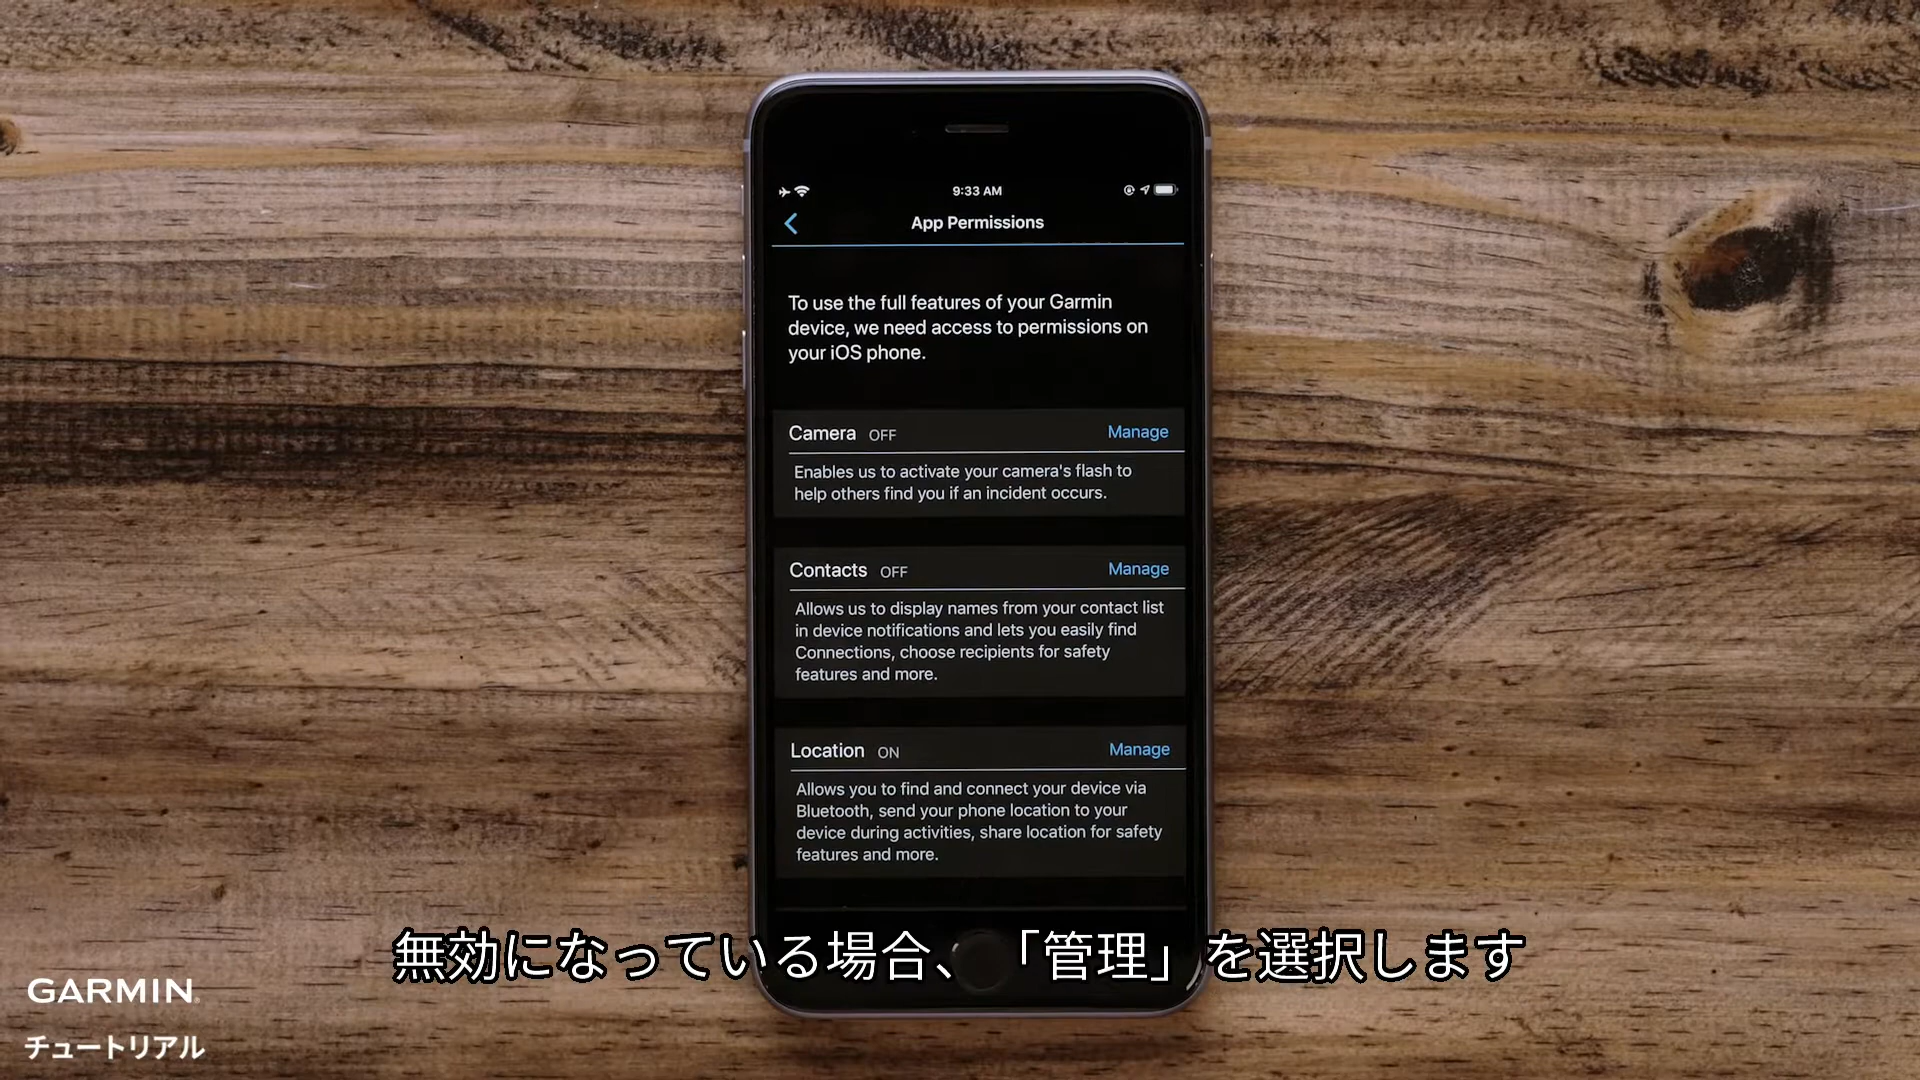 9:33 AM
App Permissions
To use the full features of your Garmin
device, we need access to permissions on
your iOS phone.
Camera OFF Manage
Enables us to activate your camera's flash to
help others find you if an incident occurs.
Contacts OFF Manage
Allows us to display names from your contact list
in device notifications and lets you easily find
Connections, choose recipients for safety
features and more.
Location ON Manage
Allows you to find and connect your device via
Bluetooth, send your phone location to your
device during activities, share location for safety
features and more.
無効になっている場合、「管理」を選択します
GARMIN
チュートリアル